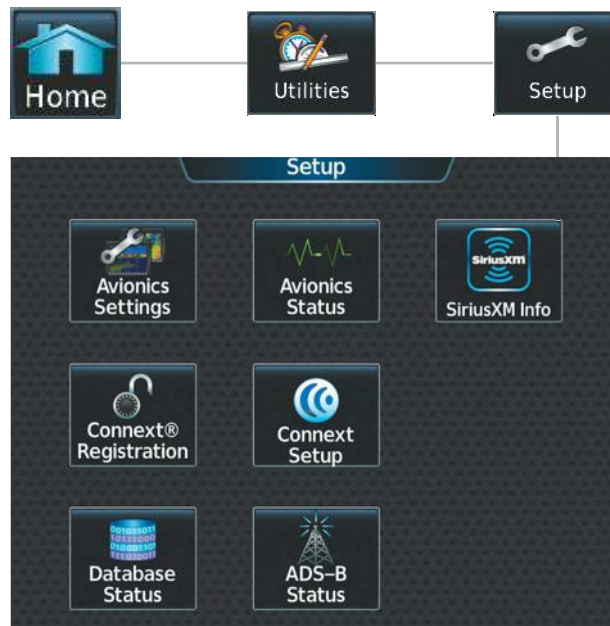 Home
Utilities
Setup
Setup
Avionics
Settings
Avionics
Status
SiriusXM
SiriusXM Info
Connext®
Registration
Connext
Setup
Database
Status
ADS-B
Status